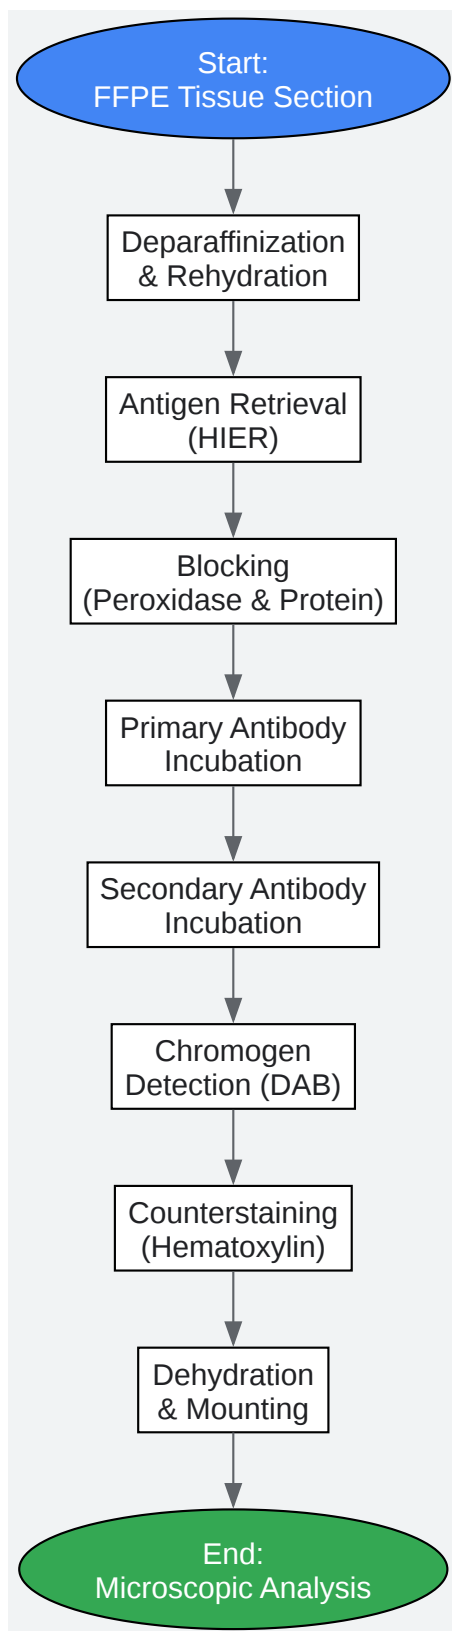 Start:
FFPE Tissue Section
Deparaffinization
& Rehydration
Antigen Retrieval
(HIER)
Blocking
(Peroxidase & Protein)
Primary Antibody
Incubation
Secondary Antibody
Incubation
Chromogen
Detection (DAB)
Counterstaining
(Hematoxylin)
Dehydration
& Mounting
End:
Microscopic Analysis